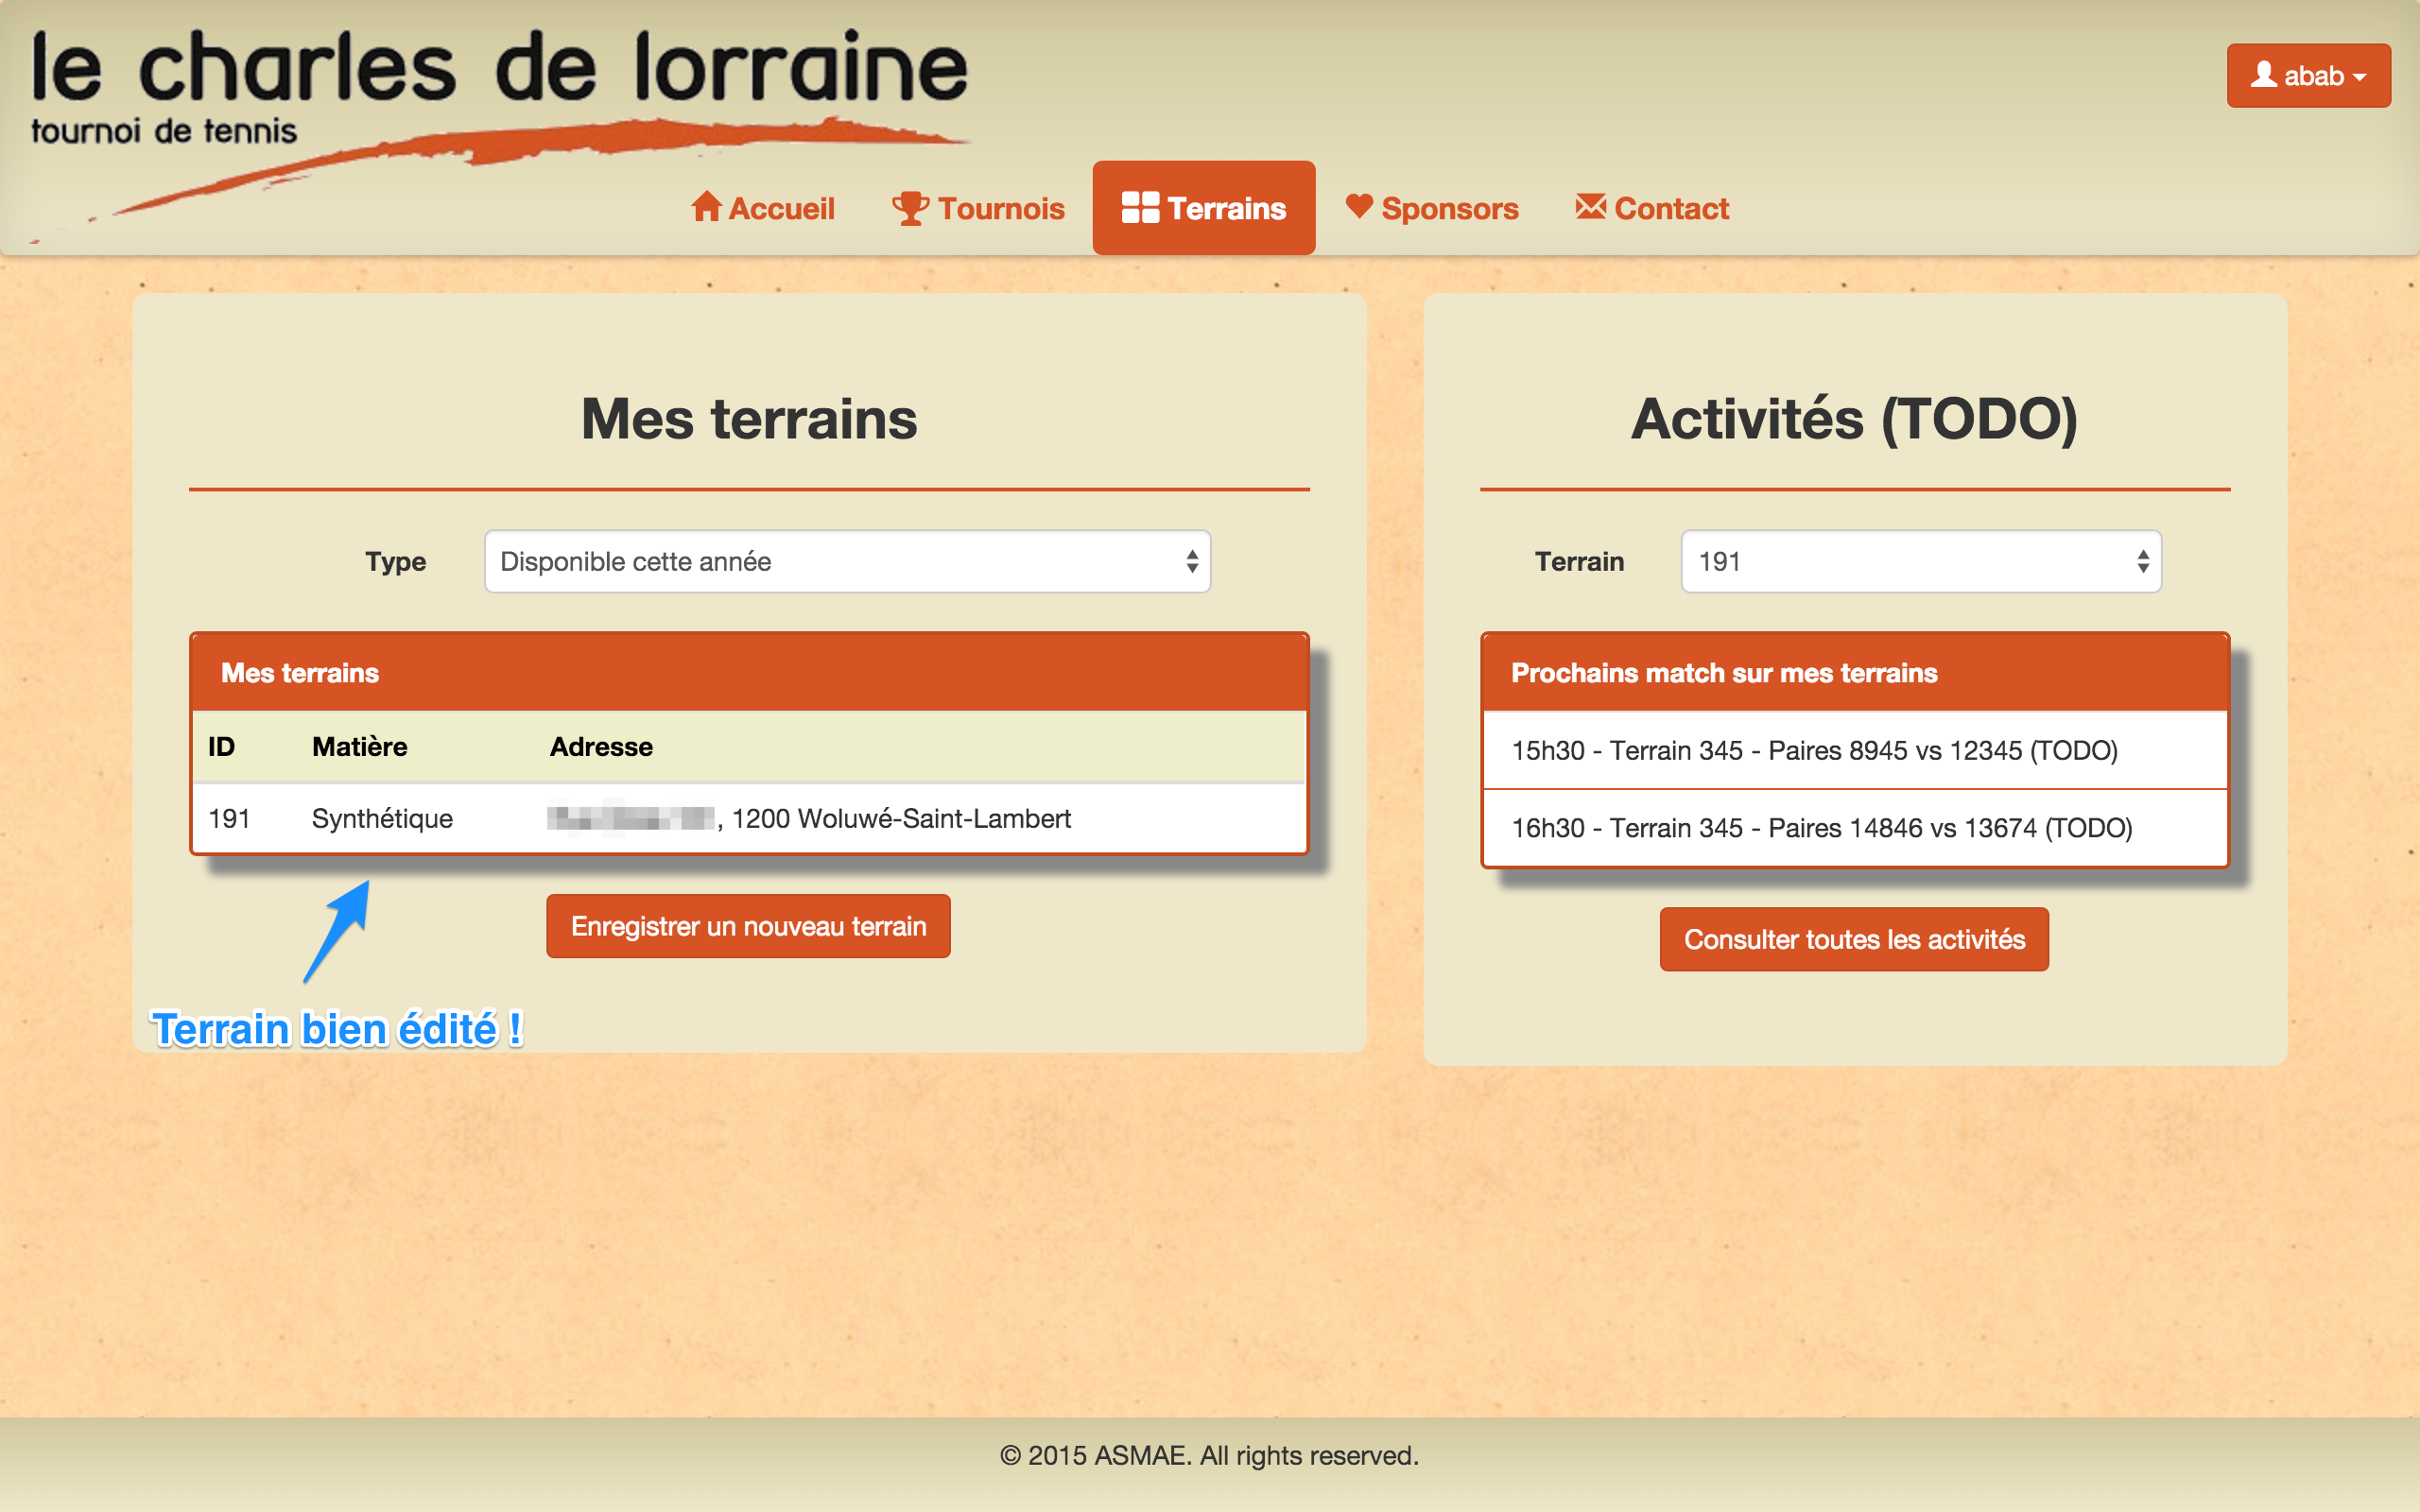 le charles de lorraine
tournoi de tennis
abab
Accueil Tournois Terrains Sponsors Contact
Mes terrains
Type Disponible cette année
Mes terrains
ID Matière Adresse
191 Synthétique , 1200 Woluwé-Saint-Lambert
Enregistrer un nouveau terrain
Terrain bien édité !
Activités (TODO)
Terrain 191
Prochains match sur mes terrains
15h30 - Terrain 345 - Paires 8945 vs 12345 (TODO)
16h30 - Terrain 345 - Paires 14846 vs 13674 (TODO)
Consulter toutes les activités
© 2015 ASMAE. All rights reserved.